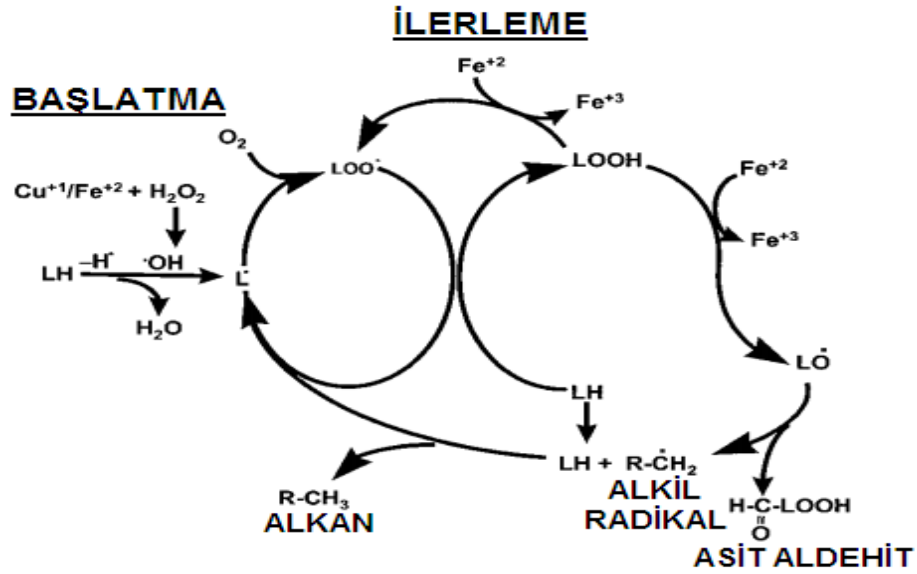 İLERLEME
BAŞLATMA
Fe⁺²
Fe⁺³
O₂
LOO·
LOOH
Fe⁺²
Fe⁺³
Cu⁺¹/Fe⁺² + H₂O₂
LH –H· ·OH L·
H₂O
LO·
LH
LH + R-ĊH₂
ALKİL
RADİKAL
R-CH₃
ALKAN
H-C-LOOH
O
ASİT ALDEHİT